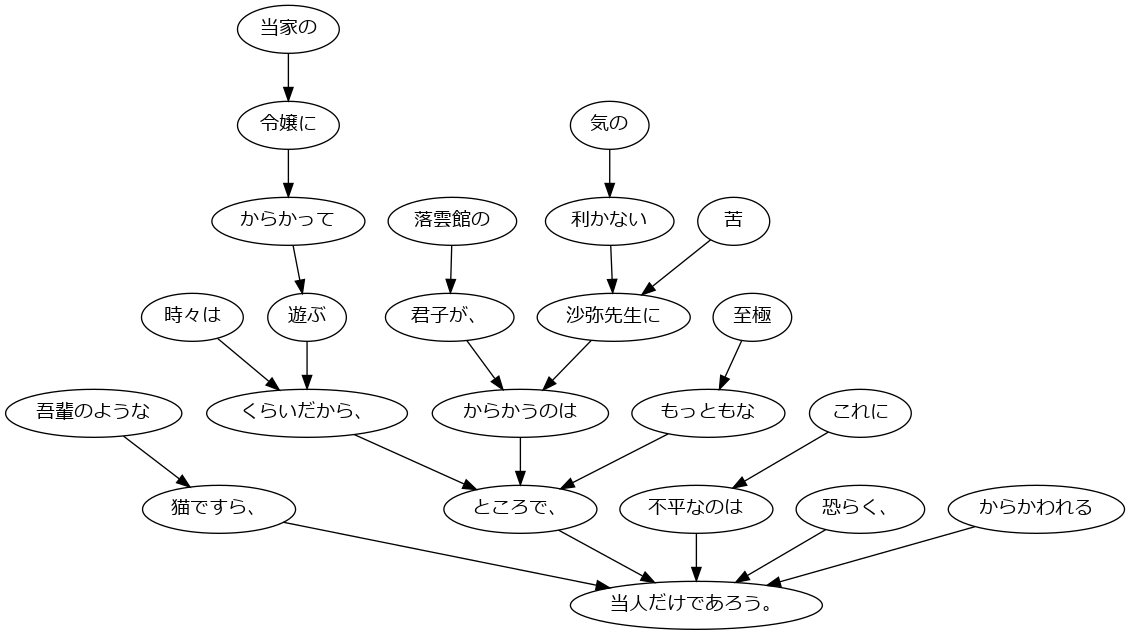 当家の
令嬢に
気の
からかって
落雲館の
利かない
苦
時々は
遊ぶ
君子が、
沙弥先生に
至極
吾輩のような
くらいだから、
からかうのは
もっともな
これに
猫ですら、
ところで、
不平なのは
恐らく、
からかわれる
当人だけであろう。